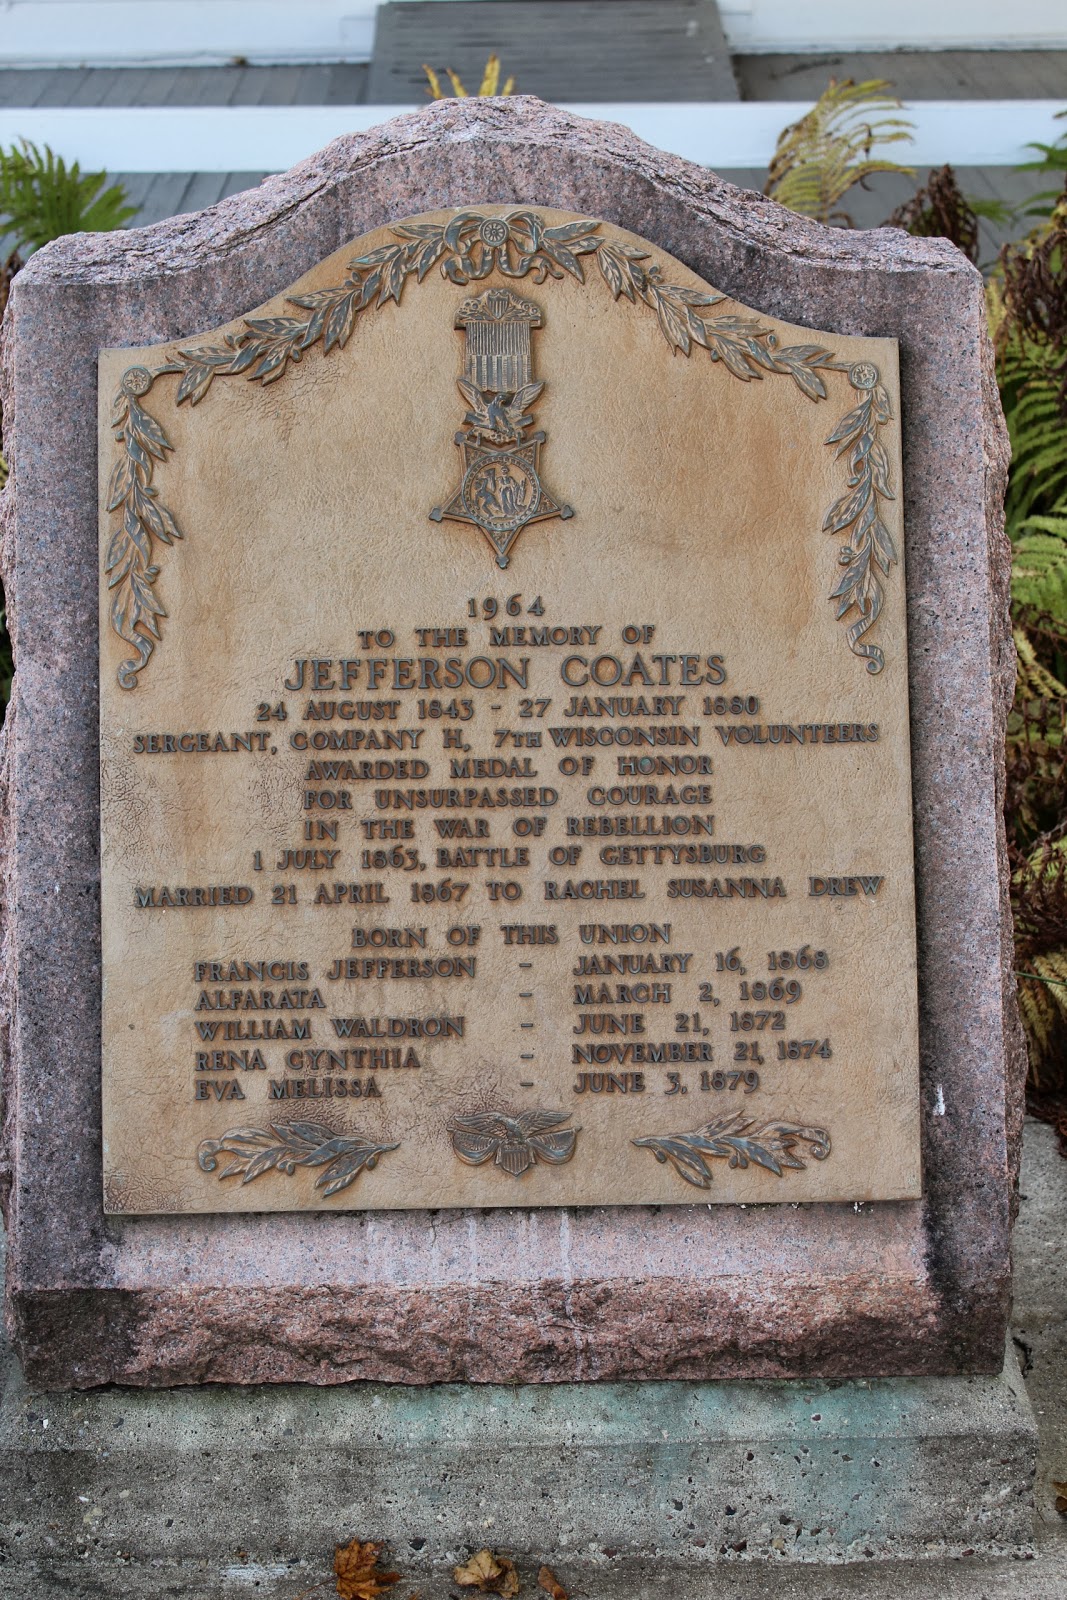 1964
TO THE MEMORY OF
JEFFERSON COATES
24 AUGUST 1843 - 27 JANUARY 1880
SERGEANT, COMPANY H, 7TH WISCONSIN VOLUNTEERS
AWARDED MEDAL OF HONOR
FOR UNSURPASSED COURAGE
IN THE WAR OF REBELLION
1 JULY 1863, BATTLE OF GETTYSBURG
MARRIED 21 APRIL 1867 TO RACHEL SUSANNA DREW
BORN OF THIS UNION
FRANCIS JEFFERSON - JANUARY 16, 1868
ALFARATA - MARCH 2, 1869
WILLIAM WALDRON - JUNE 21, 1872
RENA CYNTHIA - NOVEMBER 21, 1874
EVA MELISSA - JUNE 3, 1879